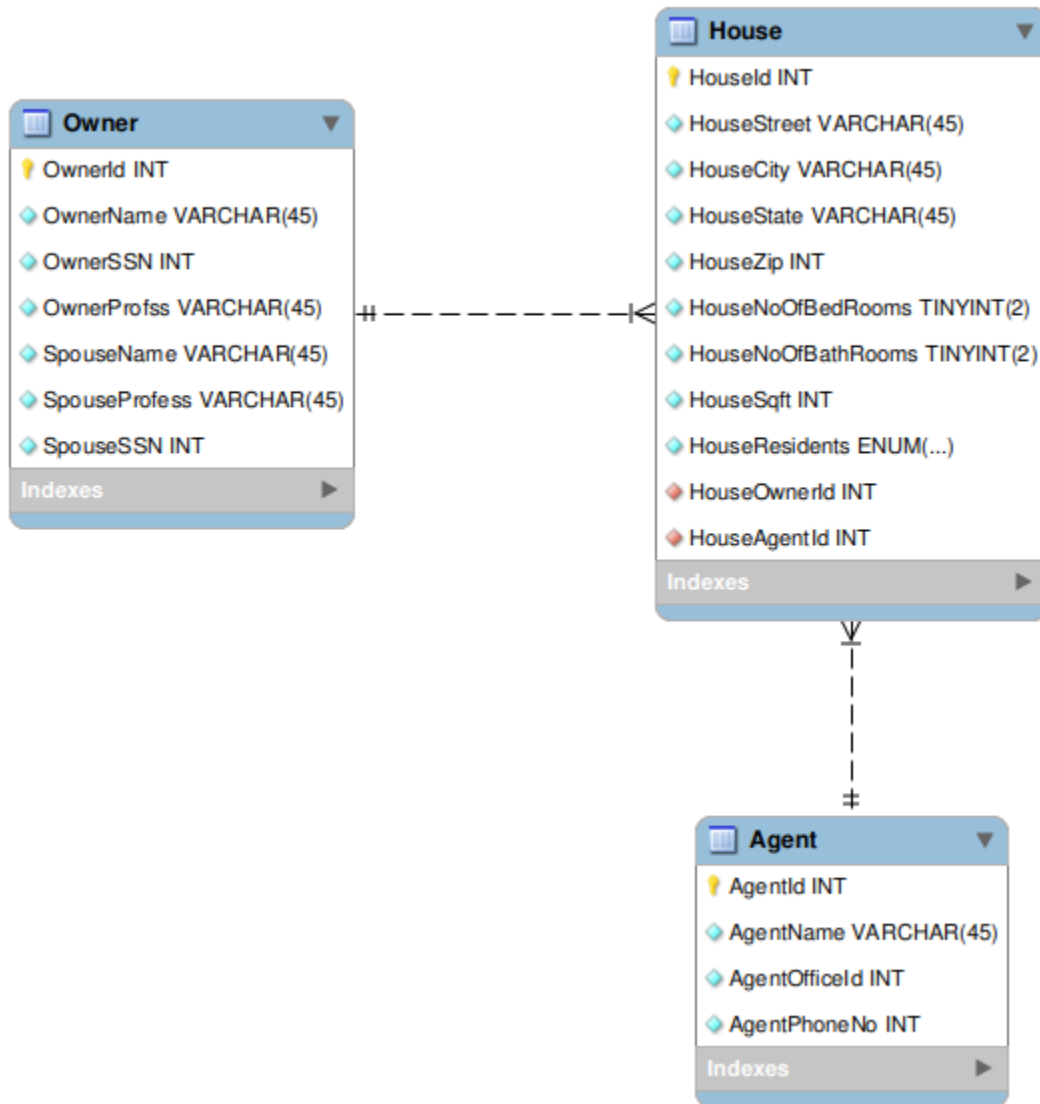 Owner
OwnerId INT
OwnerName VARCHAR(45)
OwnerSSN INT
OwnerProfss VARCHAR(45)
SpouseName VARCHAR(45)
SpouseProfess VARCHAR(45)
SpouseSSN INT
Indexes
House
HouseId INT
HouseStreet VARCHAR(45)
HouseCity VARCHAR(45)
HouseState VARCHAR(45)
HouseZip INT
HouseNoOfBedRooms TINYINT(2)
HouseNoOfBathRooms TINYINT(2)
HouseSqft INT
HouseResidents ENUM(...)
HouseOwnerId INT
HouseAgentId INT
Indexes
Agent
AgentId INT
AgentName VARCHAR(45)
AgentOfficeId INT
AgentPhoneNo INT
Indexes